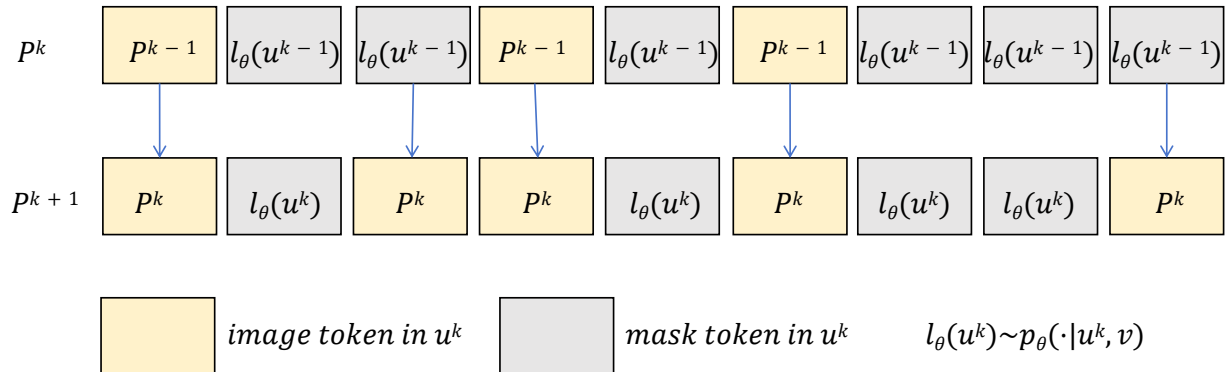 P^k P^{k-1} l_θ(u^{k-1}) l_θ(u^{k-1}) P^{k-1} l_θ(u^{k-1}) P^{k-1} l_θ(u^{k-1}) l_θ(u^{k-1}) l_θ(u^{k-1})
P^{k+1} P^k l_θ(u^k) P^k P^k l_θ(u^k) P^k l_θ(u^k) l_θ(u^k) P^k
image token in u^k mask token in u^k l_θ(u^k)~p_θ(·|u^k, v)